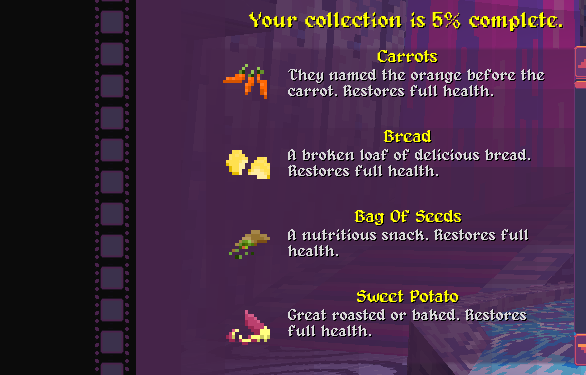 Your collection is 5% complete.
Carrots
They named the orange before the
carrot. Restores full health.
Bread
A broken loaf of delicious bread.
Restores full health.
Bag Of Seeds
A nutritious snack. Restores full
health.
Sweet Potato
Great roasted or baked. Restores
full health.